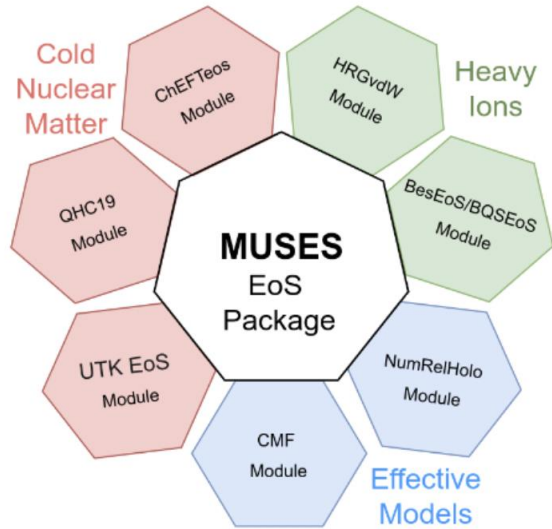 Cold
Nuclear
Matter
ChEFTeos
Module
HRGvdW
Module
Heavy
Ions
QHC19
Module
BesEoS/BQSEoS
Module
MUSES
EoS
Package
UTK EoS
Module
NumRelHolo
Module
CMF
Module
Effective
Models